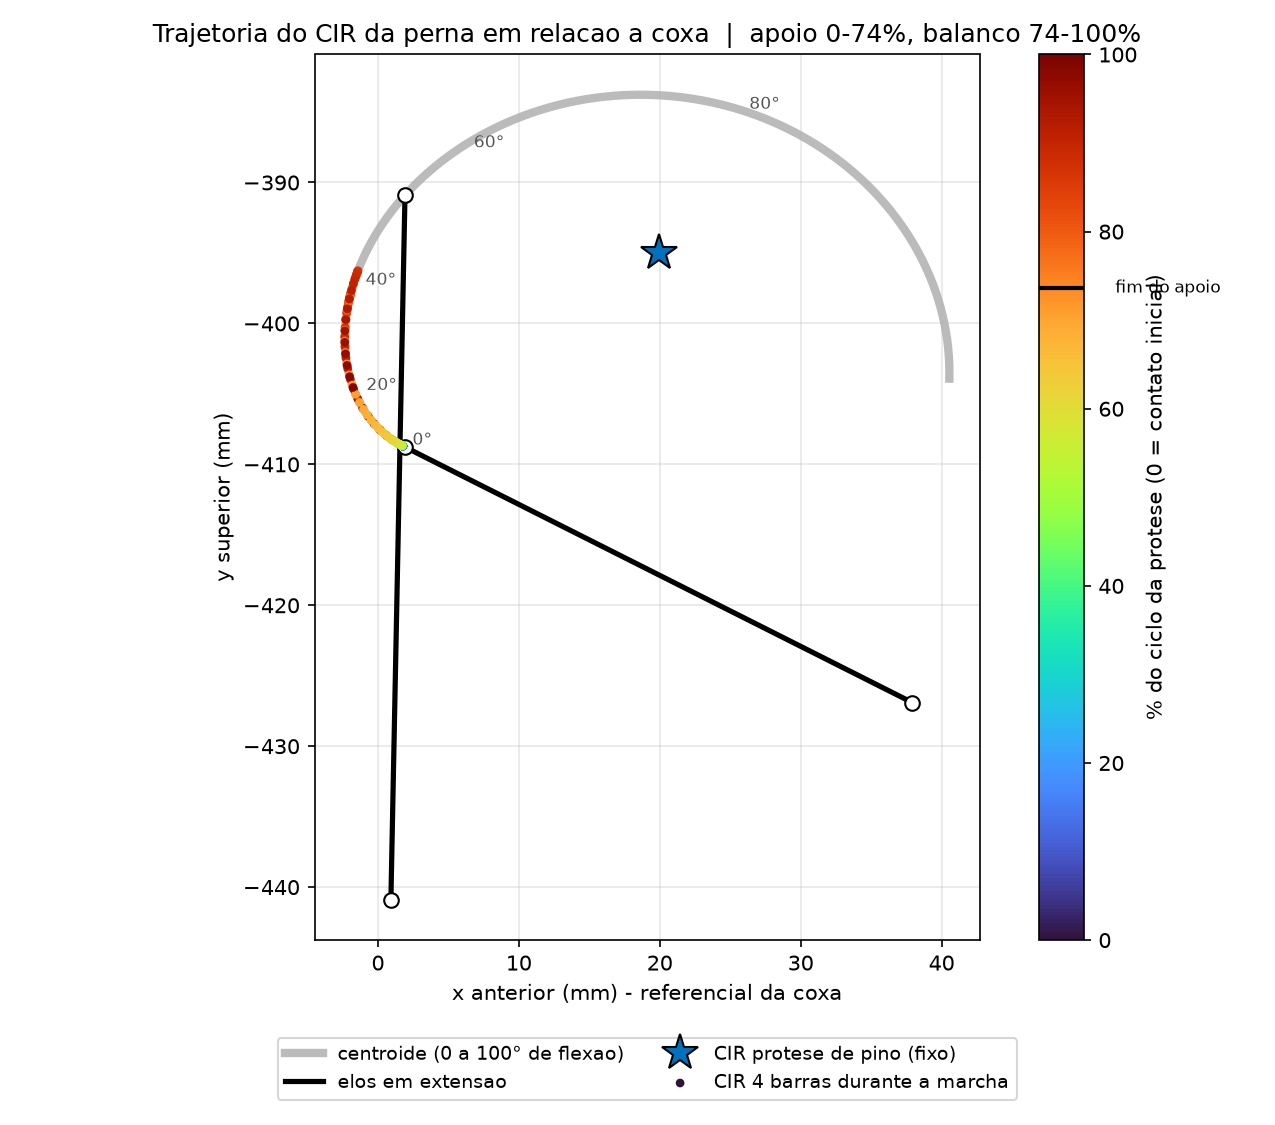 Trajetoria do CIR da perna em relacao a coxa | apoio 0-74%, balanco 74-100%
y superior (mm)
−390
−400
−410
−420
−430
−440
80°
60°
40°
20°
0°
0
10
20
30
40
x anterior (mm) - referencial da coxa
100
80
60
40
20
0
fim do apoio
% do ciclo da protese (0 = contato inicial)
centroide (0 a 100° de flexao)
elos em extensao
CIR protese de pino (fixo)
CIR 4 barras durante a marcha